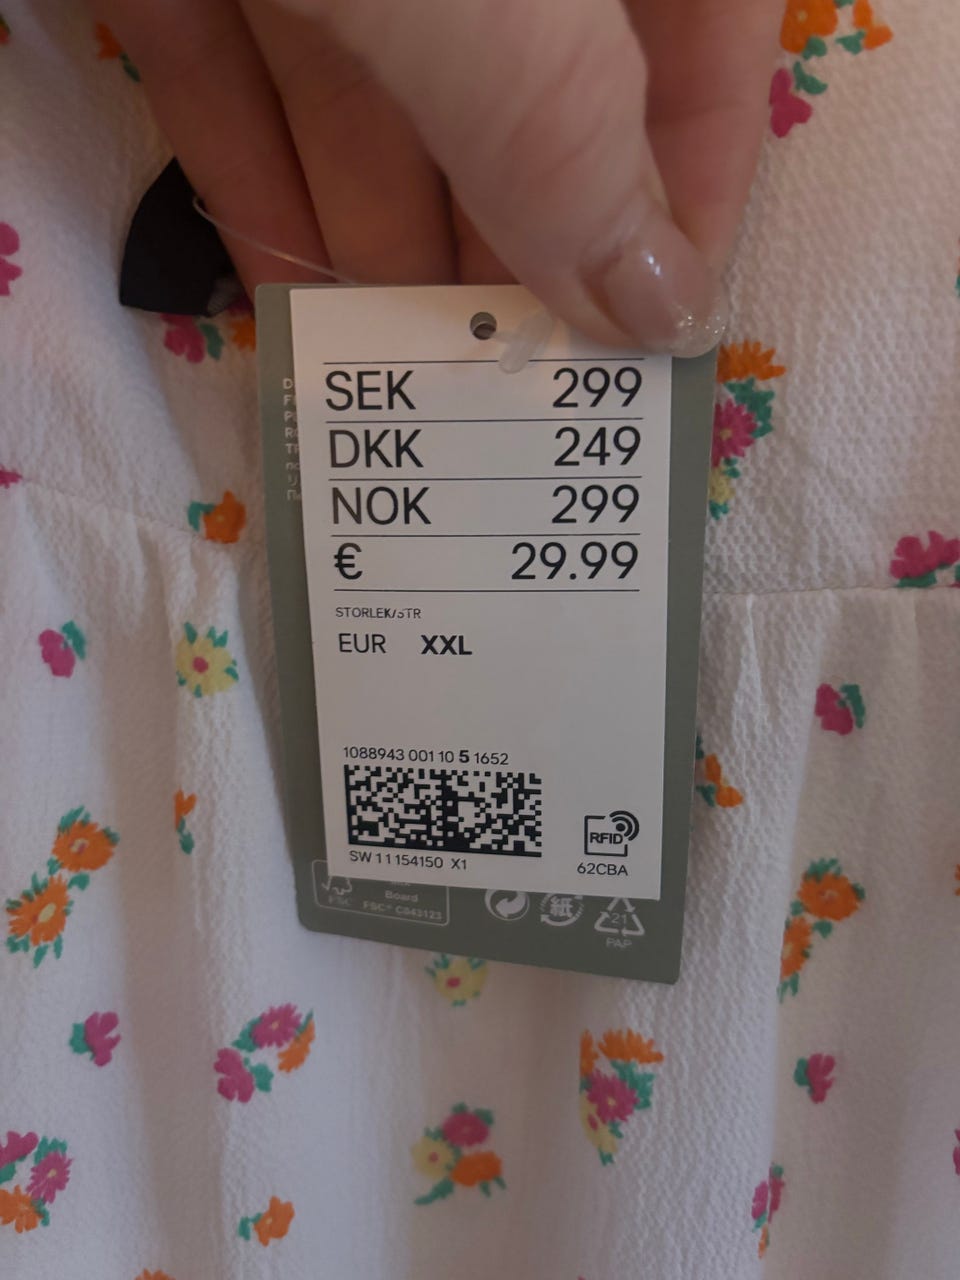 SEK 299
DKK 249
NOK 299
€ 29.99
STORLEK/STR
EUR XXL
1088943 001 10 5 1652
RFID
SW 11154150 X1
62CBA
FSC
Board
FSC® C043123
紙
21
PAP